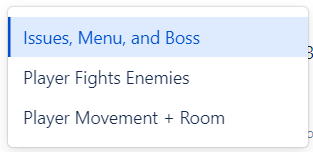 Issues, Menu, and Boss
Player Fights Enemies
Player Movement + Room